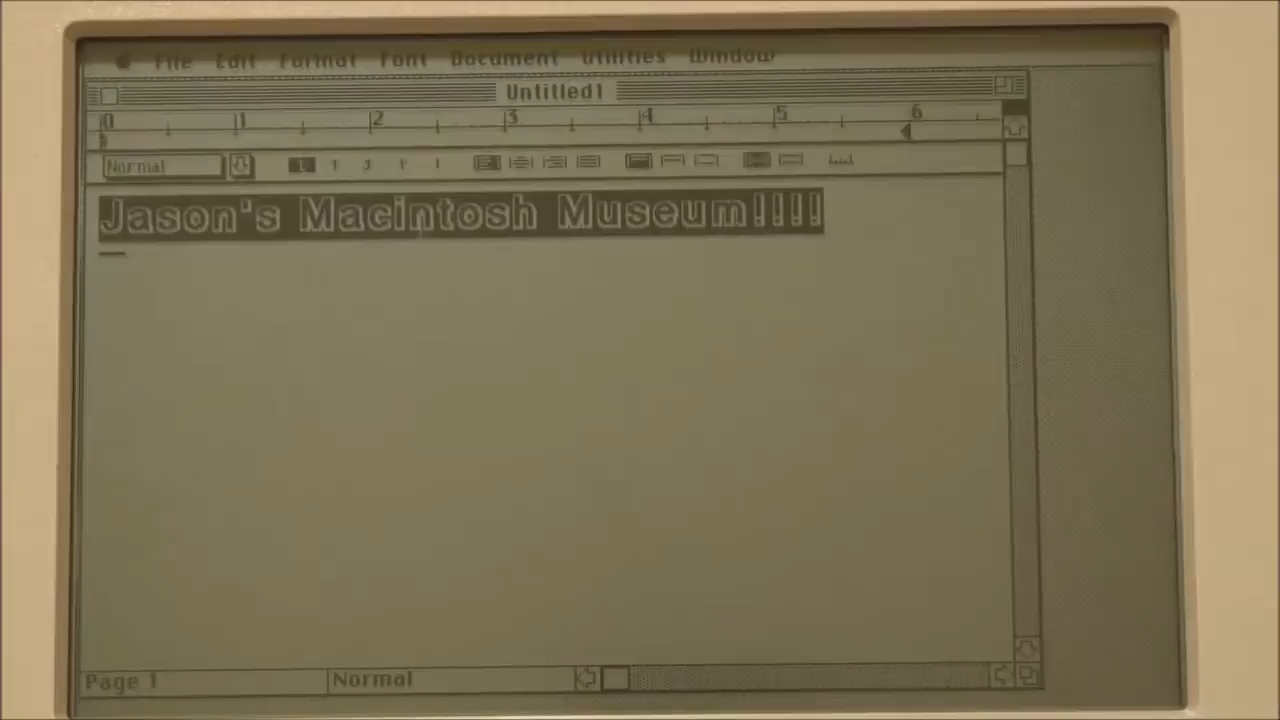 File Edit Format Font Document Utilities Window
Untitled1
0 1 2 3 4 5 6
Normal
Jason's Macintosh Museum!!!!
Page 1 Normal